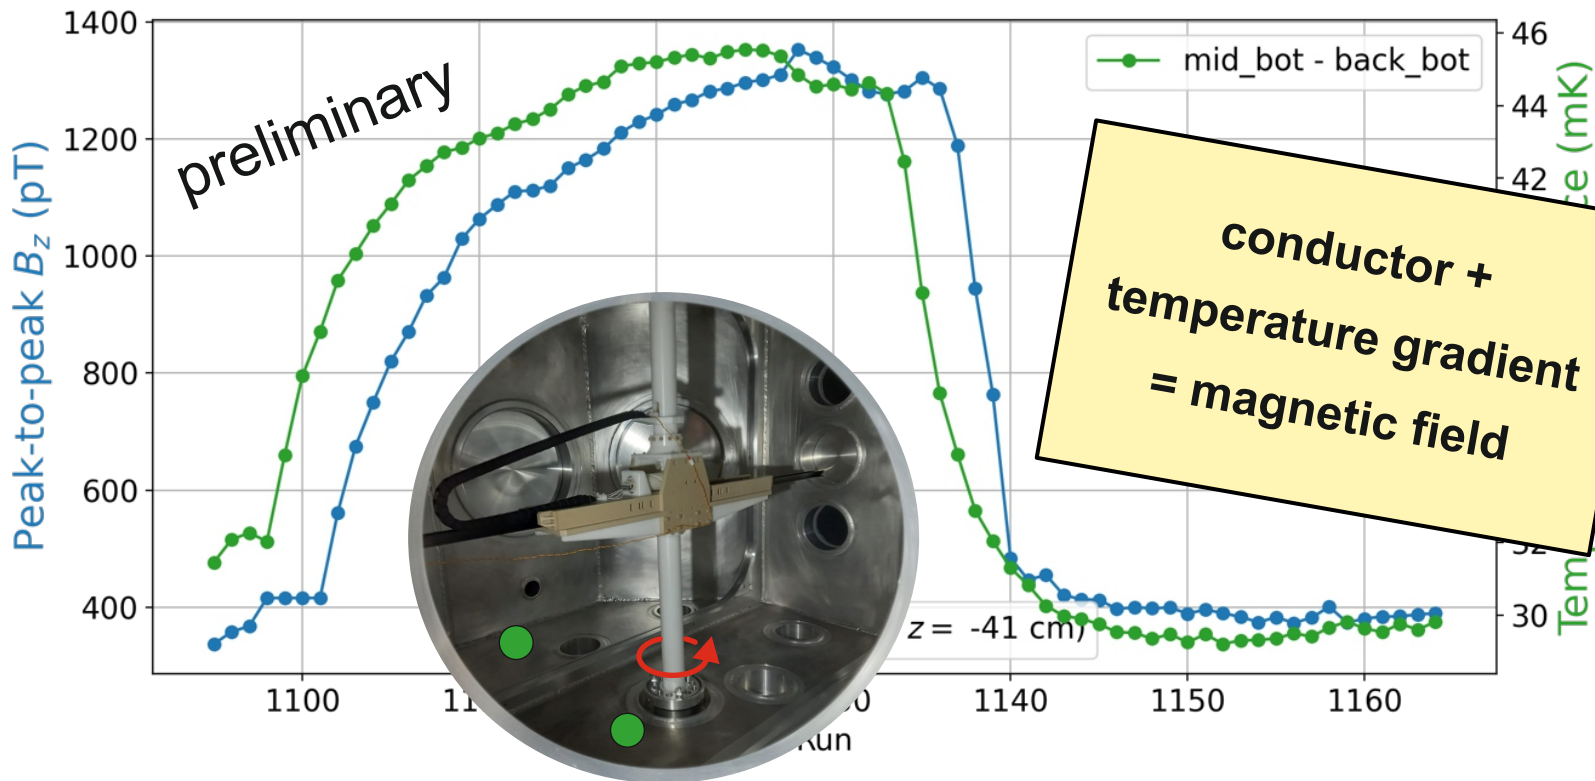 1400
1200
1000
800
600
400
Peak-to-peak Bz (pT)
preliminary
mid_bot - back_bot
46
44
42
30
(mK)
conductor +
temperature gradient
= magnetic field
z = -41 cm)
1100
1140
1150
1160